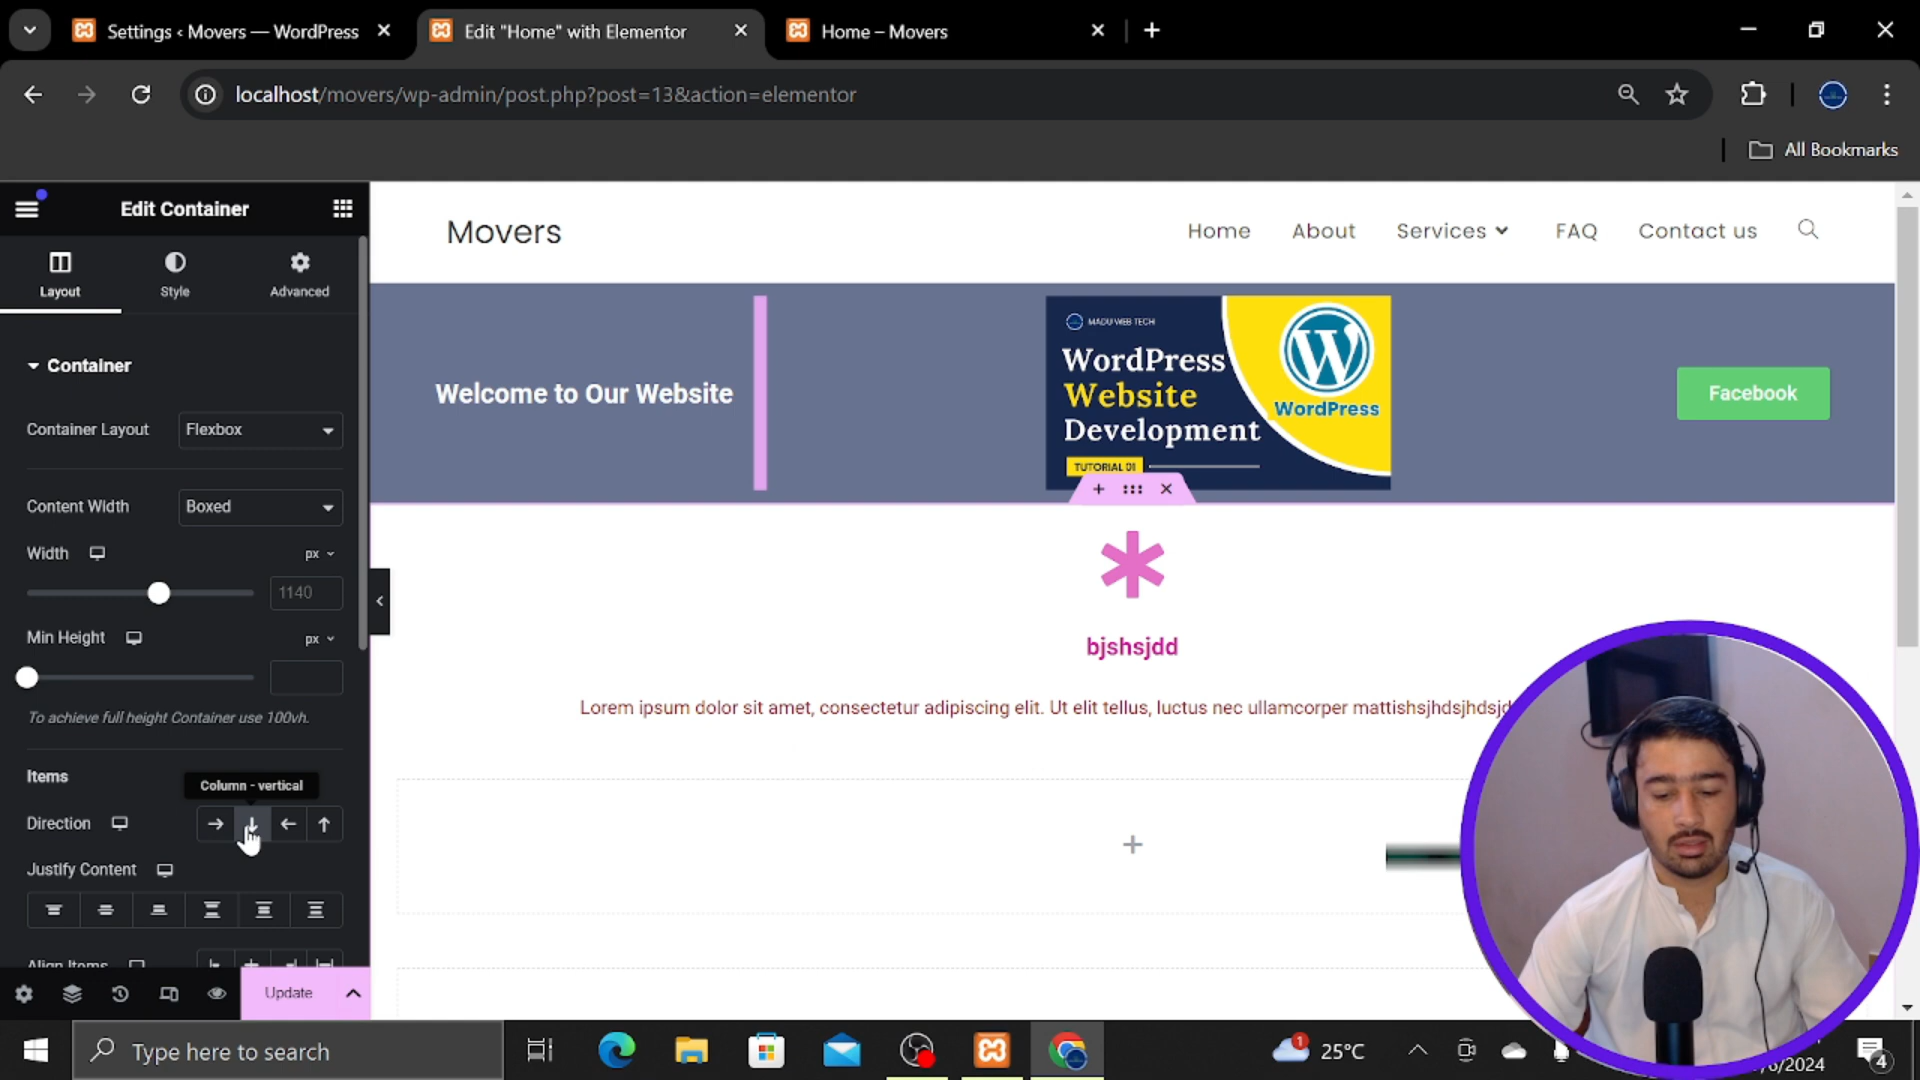 Settings ‹ Movers — WordPress
Edit "Home" with Elementor
Home – Movers
localhost/movers/wp-admin/post.php?post=13&action=elementor
All Bookmarks
Edit Container
Layout
Style
Advanced
Container
Container Layout
Flexbox
Content Width
Boxed
Width
px
1140
Min Height
px
To achieve full height Container use 100vh.
Items
Column - vertical
Direction
Justify Content
Align Items
Update
Movers
Home
About
Services
FAQ
Contact us
Welcome to Our Website
MADU WEB TECH
WordPress
Website
Development
TUTORIAL 01
W
WordPress
Facebook
bjshsjdd
Lorem ipsum dolor sit amet, consectetur adipiscing elit. Ut elit tellus, luctus nec ullamcorper mattishsjhdsjhdsjd
Type here to search
1
25°C
/6/2024
4